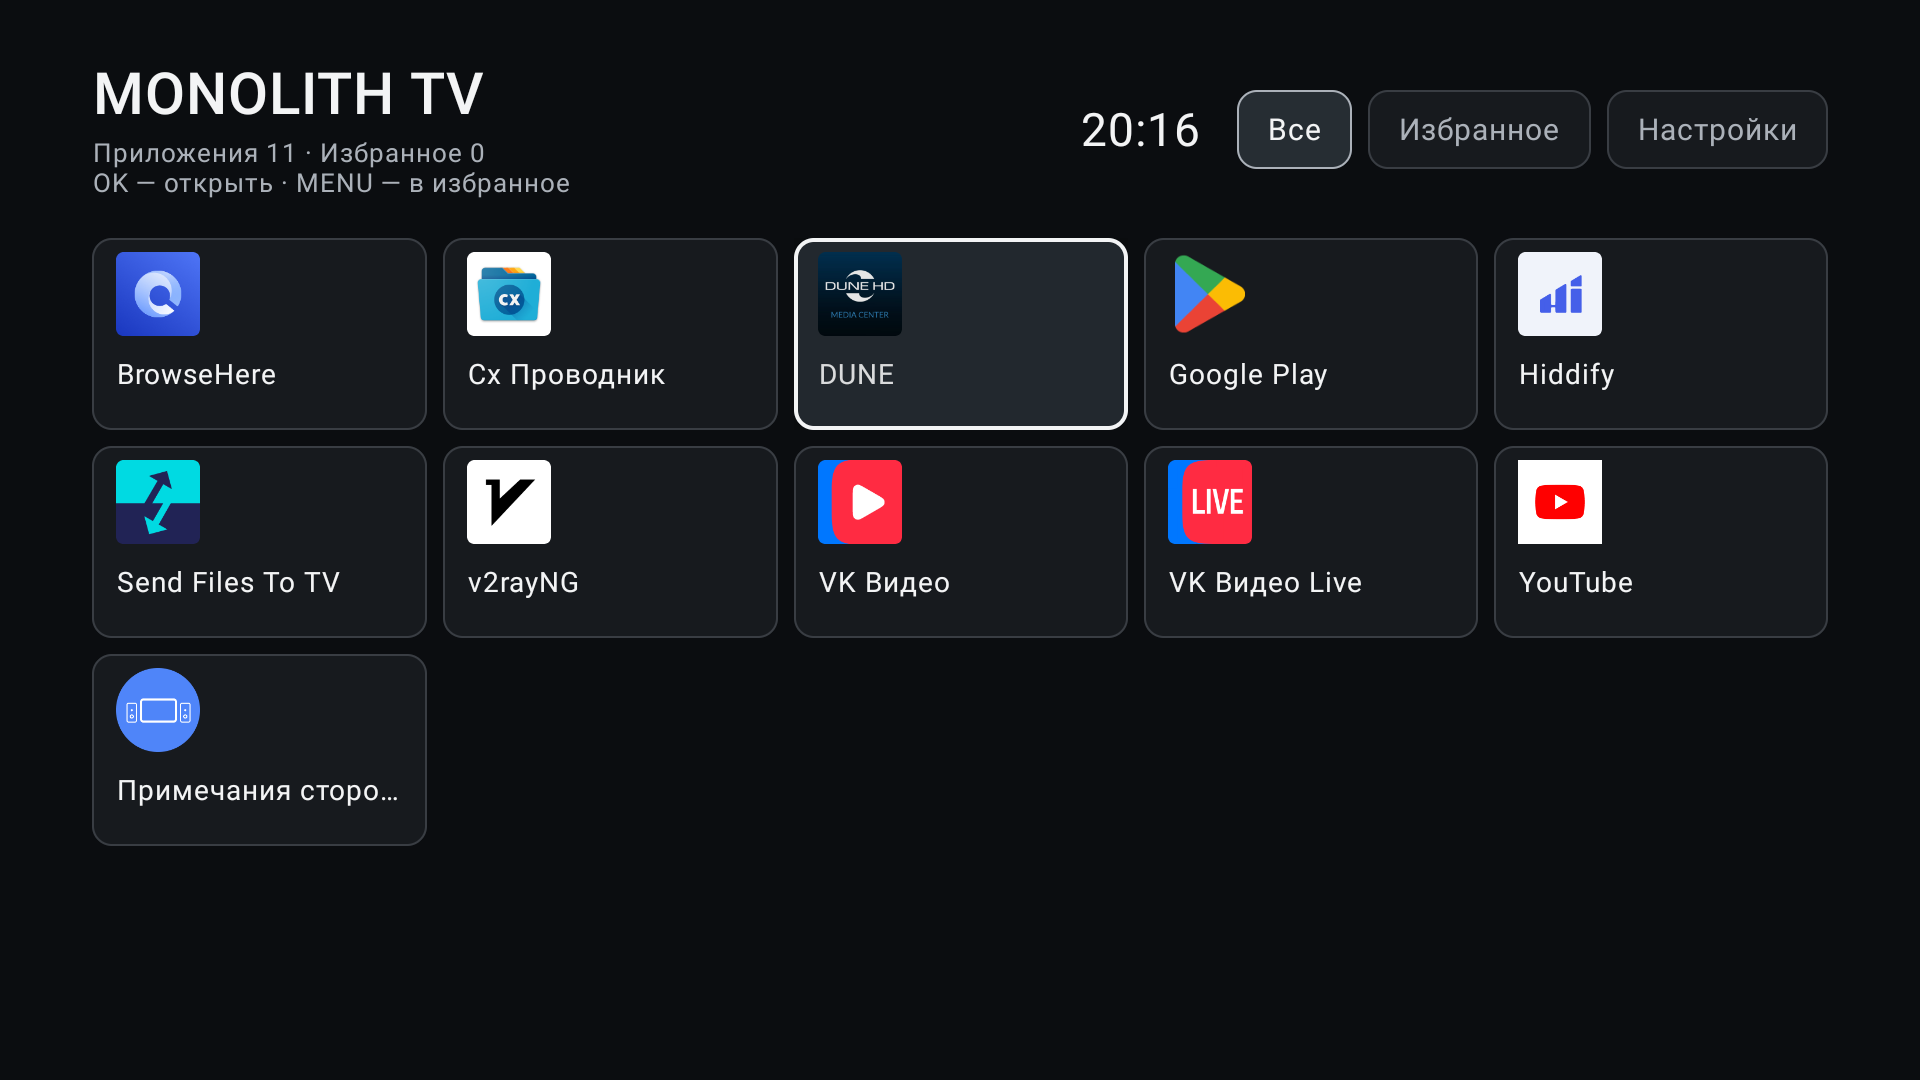 MONOLITH TV
Приложения 11 · Избранное 0
OK — открыть · MENU — в избранное
20:16
Все
Избранное
Настройки
BrowseHere
CX
Cx Проводник
DUNE HD
MEDIA CENTER
DUNE
Google Play
Hiddify
Send Files To TV
v2rayNG
VK Видео
LIVE
VK Видео Live
YouTube
Примечания сторо…